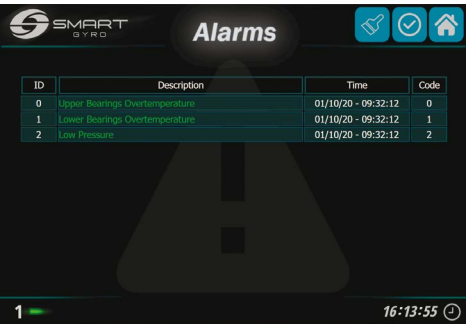 SMART
GYRO
Alarms
ID Description Time Code
0 Upper Bearings Overtemperature 01/10/20 - 09:32:12 0
1 Lower Bearings Overtemperature 01/10/20 - 09:32:12 1
2 Low Pressure 01/10/20 - 09:32:12 2
1 16:13:55